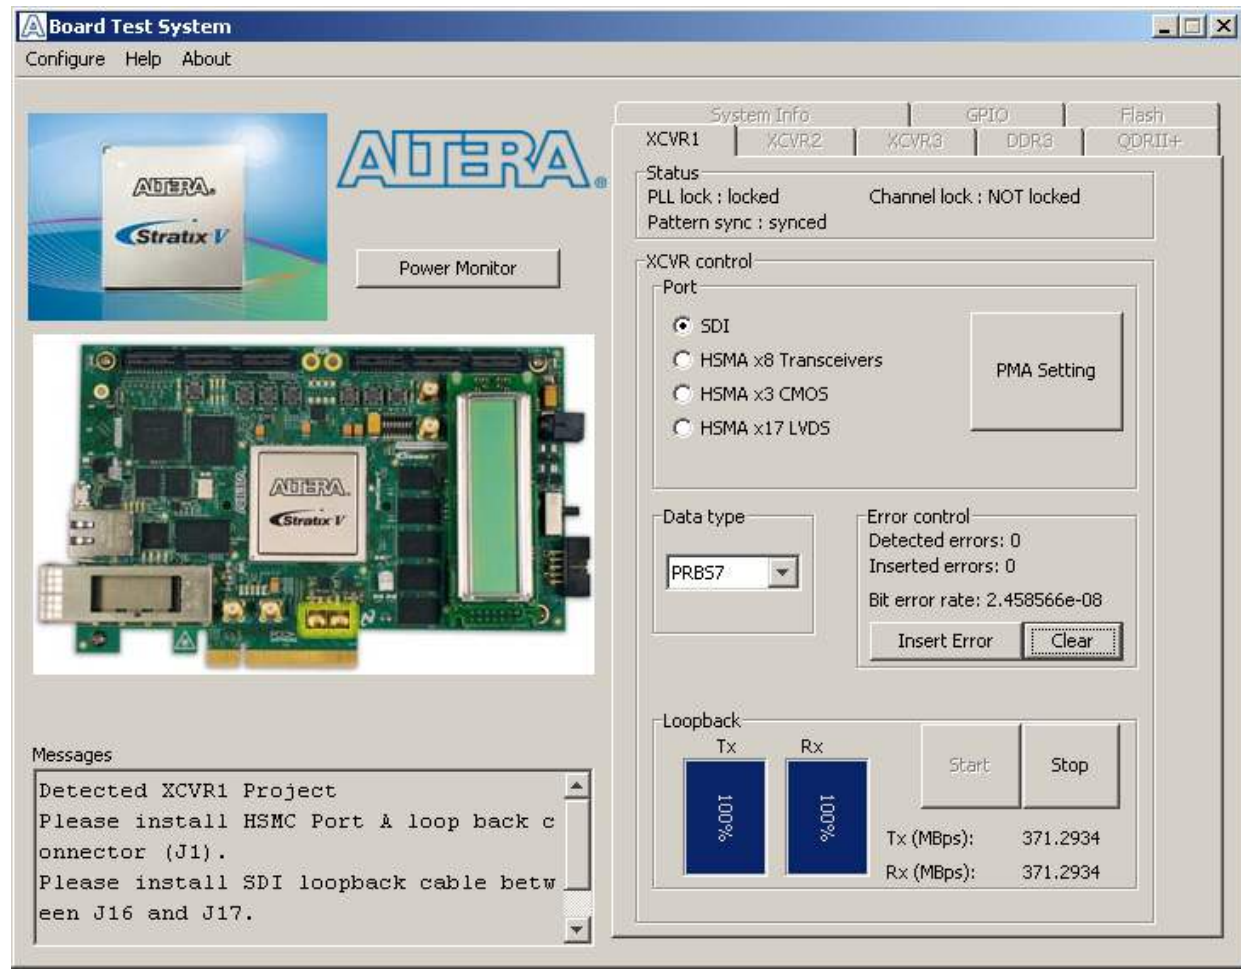 Board Test System
Configure Help About
ALTERA.
Stratix V
ALTERA
Power Monitor
ALTERA.
Stratix V
Messages
Detected XCVR1 Project
Please install HSMC Port A loop back c
onnector (J1).
Please install SDI loopback cable betw
een J16 and J17.
System Info GPIO Flash
XCVR1 XCVR2 XCVR3 DDR3 QDRII+
Status
PLL lock : locked Channel lock : NOT locked
Pattern sync : synced
XCVR control
Port
SDI
HSMA x8 Transceivers
HSMA x3 CMOS
HSMA x17 LVDS
PMA Setting
Data type
PRBS7
Error control
Detected errors: 0
Inserted errors: 0
Bit error rate: 2.458566e-08
Insert Error Clear
Loopback
Tx Rx
100% 100%
Start Stop
Tx (MBps): 371.2934
Rx (MBps): 371.2934